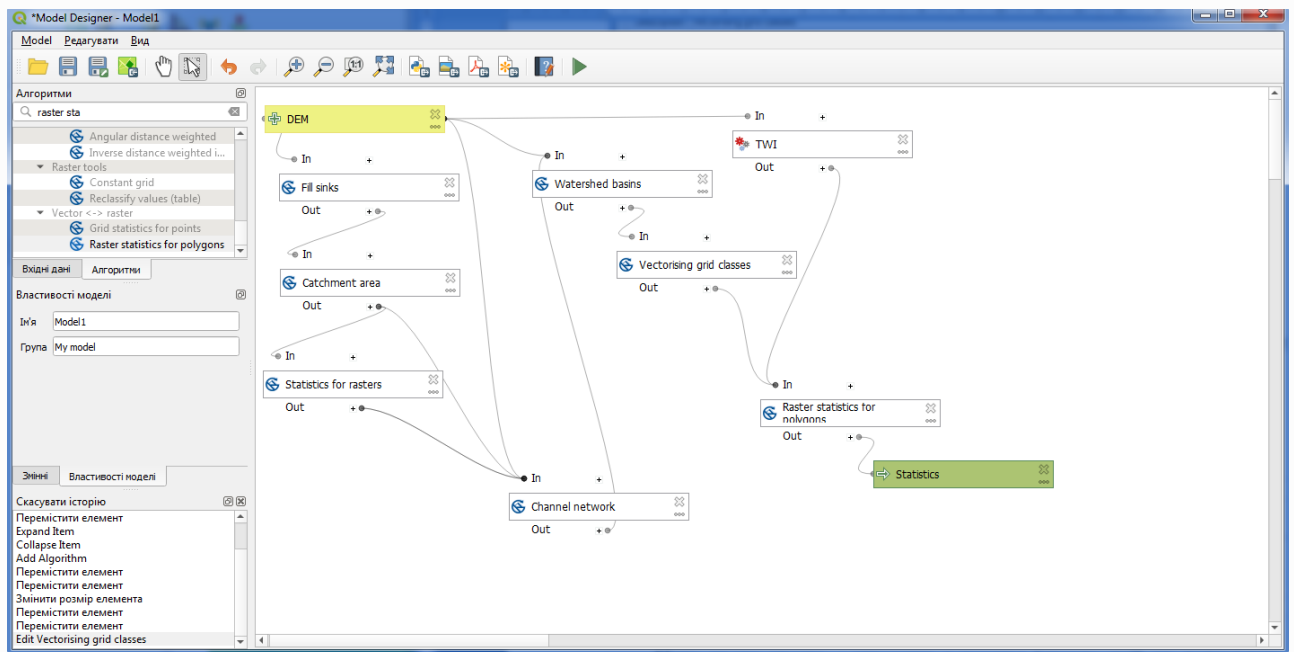 *Model Designer - Model1
Model Редагувати Вид
Алгоритми
raster sta
Angular distance weighted
Inverse distance weighted i...
Raster tools
Constant grid
Reclassify values (table)
Vector <-> raster
Grid statistics for points
Raster statistics for polygons
Вхідні дані Алгоритми
Властивості моделі
Ім'я Model1
Група My model
Змінні Властивості моделі
Скасувати історію
Перемістити елемент
Expand Item
Collapse Item
Add Algorithm
Перемістити елемент
Перемістити елемент
Змінити розмір елемента
Перемістити елемент
Перемістити елемент
Edit Vectorising grid classes
DEM
In +
Fill sinks
Out +
In +
Catchment area
Out +
In +
Statistics for rasters
Out +
In +
Watershed basins
Out +
In +
Vectorising grid classes
Out +
In +
TWI
Out +
In +
Raster statistics for
polygons
Out +
Statistics
In +
Channel network
Out +